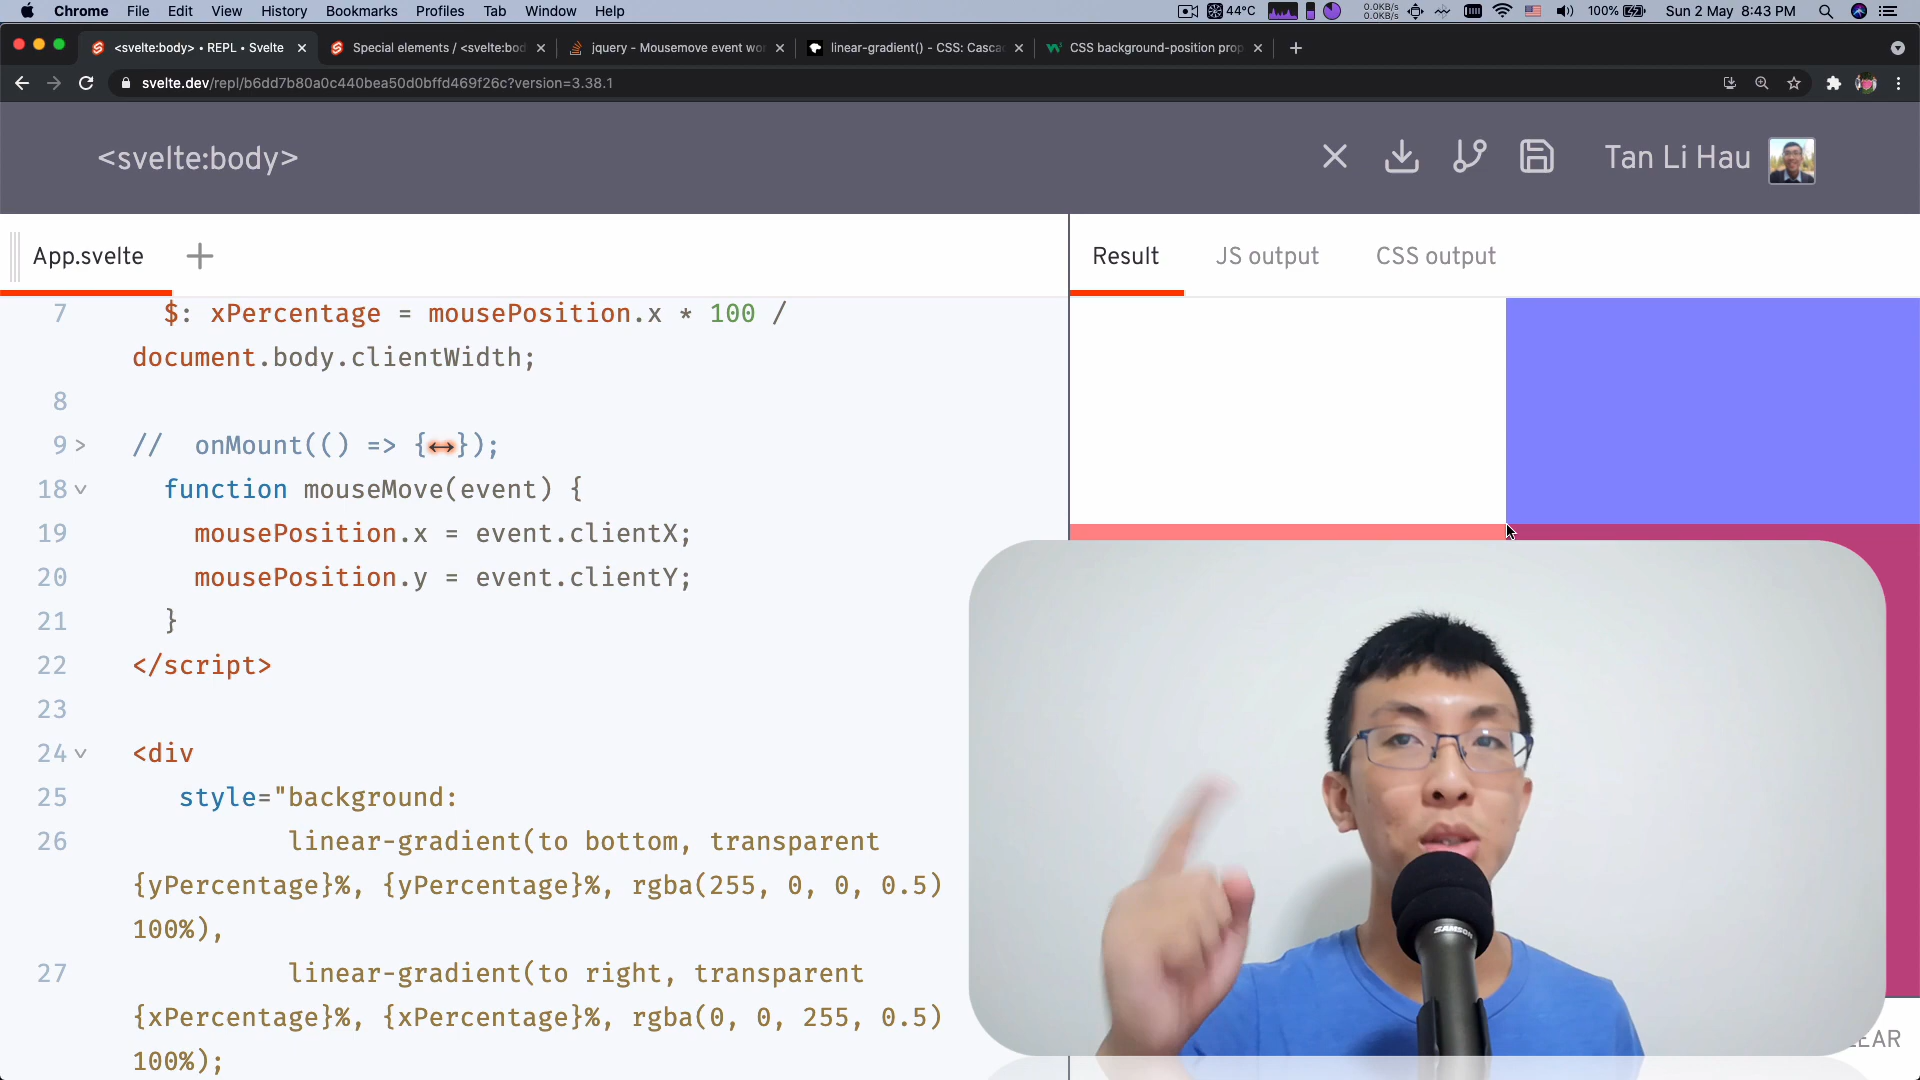 Chrome File Edit View History Bookmarks Profiles Tab Window Help 44°C 0.0KB/s 0.0KB/s 100% Sun 2 May 8:43 PM
<svelte:body> • REPL • Svelte Special elements / <svelte:bod jquery - Mousemove event wor linear-gradient() - CSS: Casca CSS background-position prop
svelte.dev/repl/b6dd7b80a0c440bea50d0bffd469f26c?version=3.38.1
<svelte:body> Tan Li Hau
App.svelte + Result JS output CSS output
7 $: xPercentage = mousePosition.x * 100 /
document.body.clientWidth;
8
9 // onMount(() => {↔});
18 function mouseMove(event) {
19 mousePosition.x = event.clientX;
20 mousePosition.y = event.clientY;
21 }
22 </script>
23
24 <div
25 style="background:
26 linear-gradient(to bottom, transparent
{yPercentage}%, {yPercentage}%, rgba(255, 0, 0, 0.5)
100%),
27 linear-gradient(to right, transparent
{xPercentage}%, {xPercentage}%, rgba(0, 0, 255, 0.5)
100%);
SAMSON